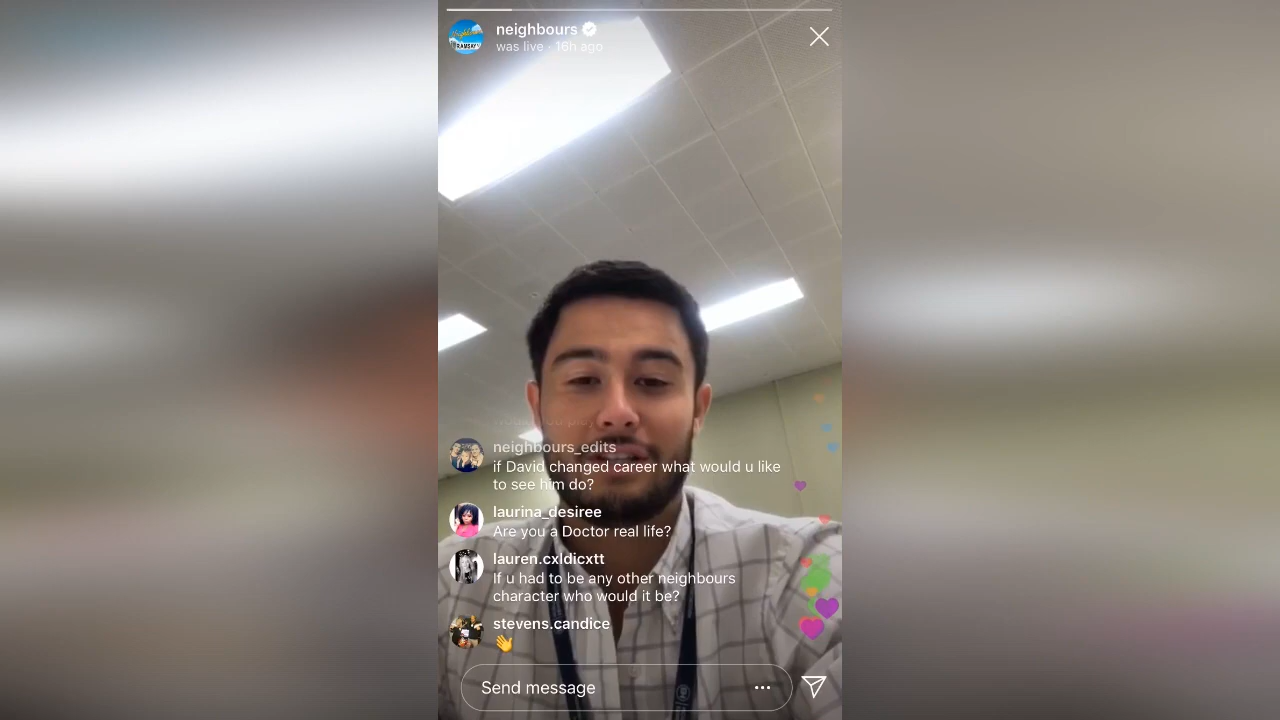 neighbours
was live · 16h ago
RAMSAY
neighbours_edits
if David changed career what would u like
to see him do?
laurina_desiree
Are you a Doctor real life?
lauren.cxldicxtt
If u had to be any other neighbours
character who would it be?
stevens.candice
👋
Send message